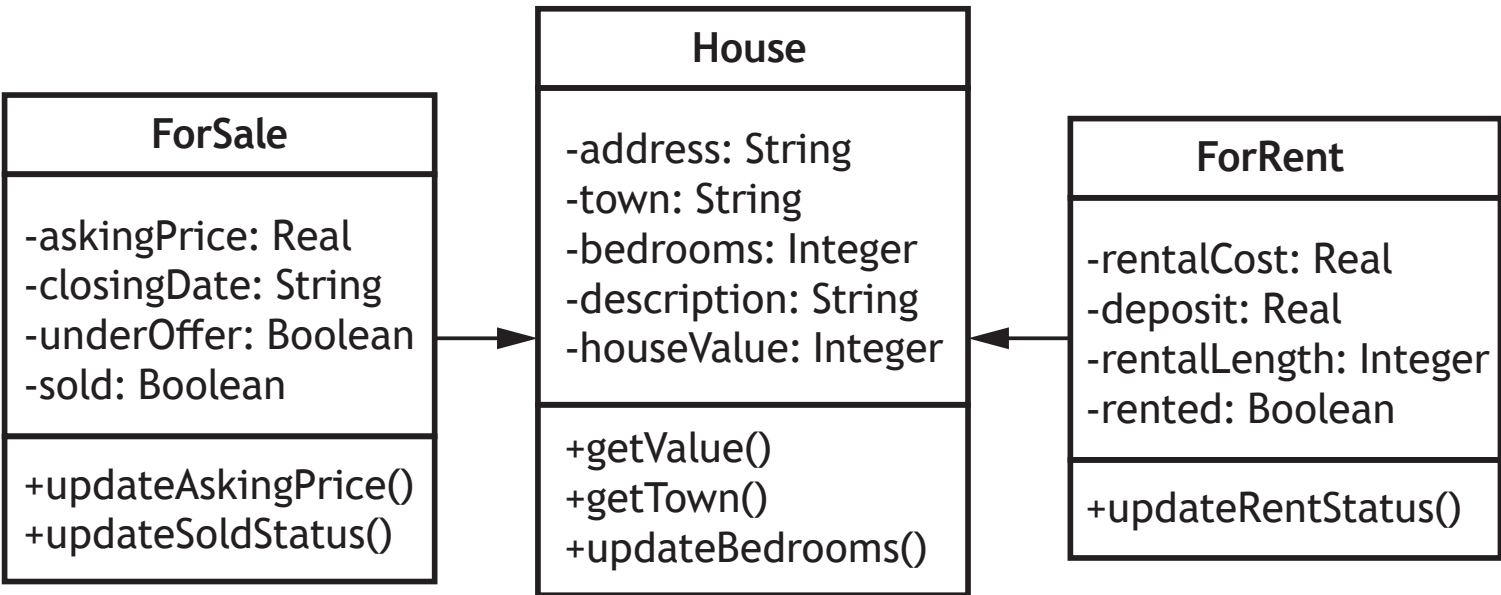 ForSale
-askingPrice: Real
-closingDate: String
-underOffer: Boolean
-sold: Boolean
+updateAskingPrice()
+updateSoldStatus()
House
-address: String
-town: String
-bedrooms: Integer
-description: String
-houseValue: Integer
+getValue()
+getTown()
+updateBedrooms()
ForRent
-rentalCost: Real
-deposit: Real
-rentalLength: Integer
-rented: Boolean
+updateRentStatus()